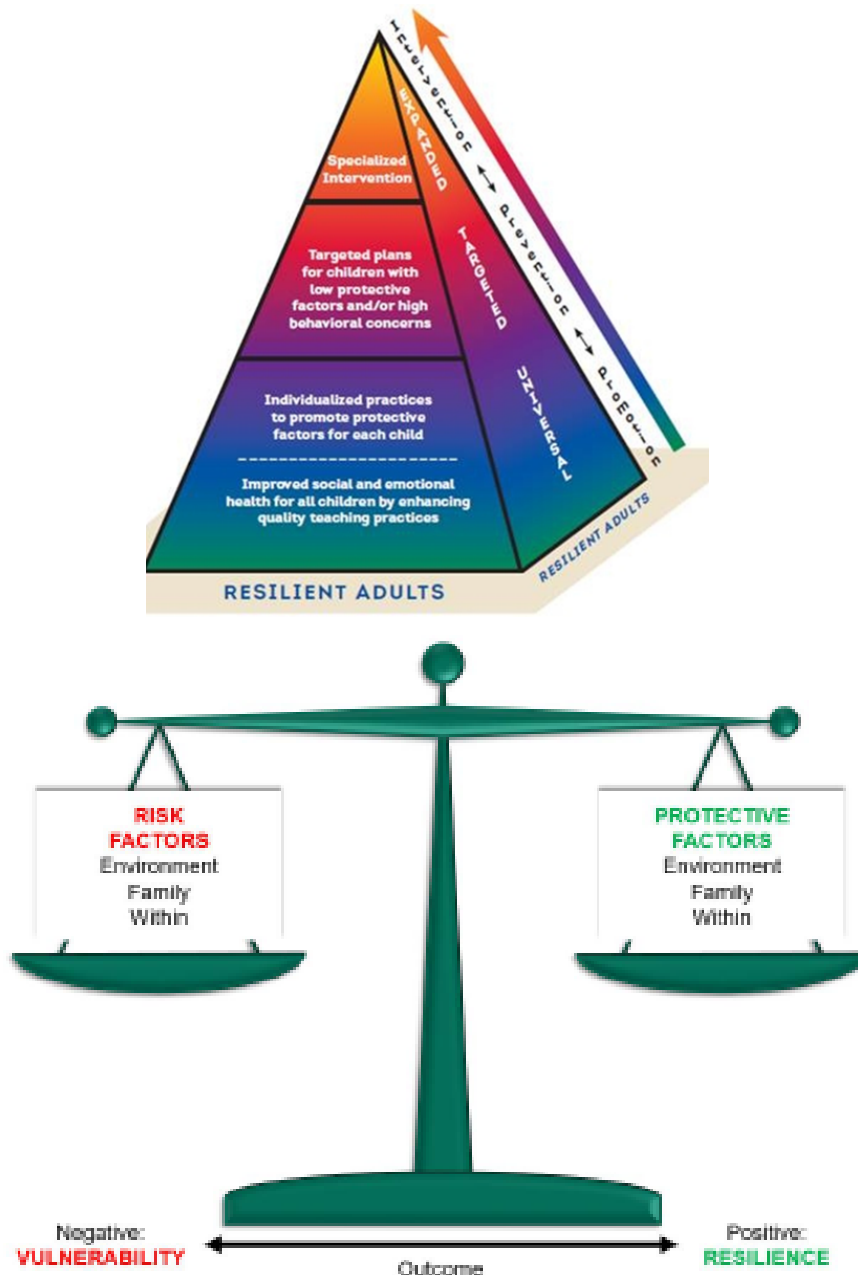 Specialized
Intervention
Targeted plans
for children with
low protective
factors and/or high
behavioral concerns
Individualized practices
to promote protective
factors for each child
Improved social and emotional
health for all children by enhancing
quality teaching practices
EXPANDED
TARGETED
UNIVERSAL
Intervention ↔ Prevention ↔ Promotion
RESILIENT ADULTS
RESILIENT ADULTS
RISK
FACTORS
Environment
Family
Within
PROTECTIVE
FACTORS
Environment
Family
Within
Negative:
VULNERABILITY
Outcome
Positive:
RESILIENCE